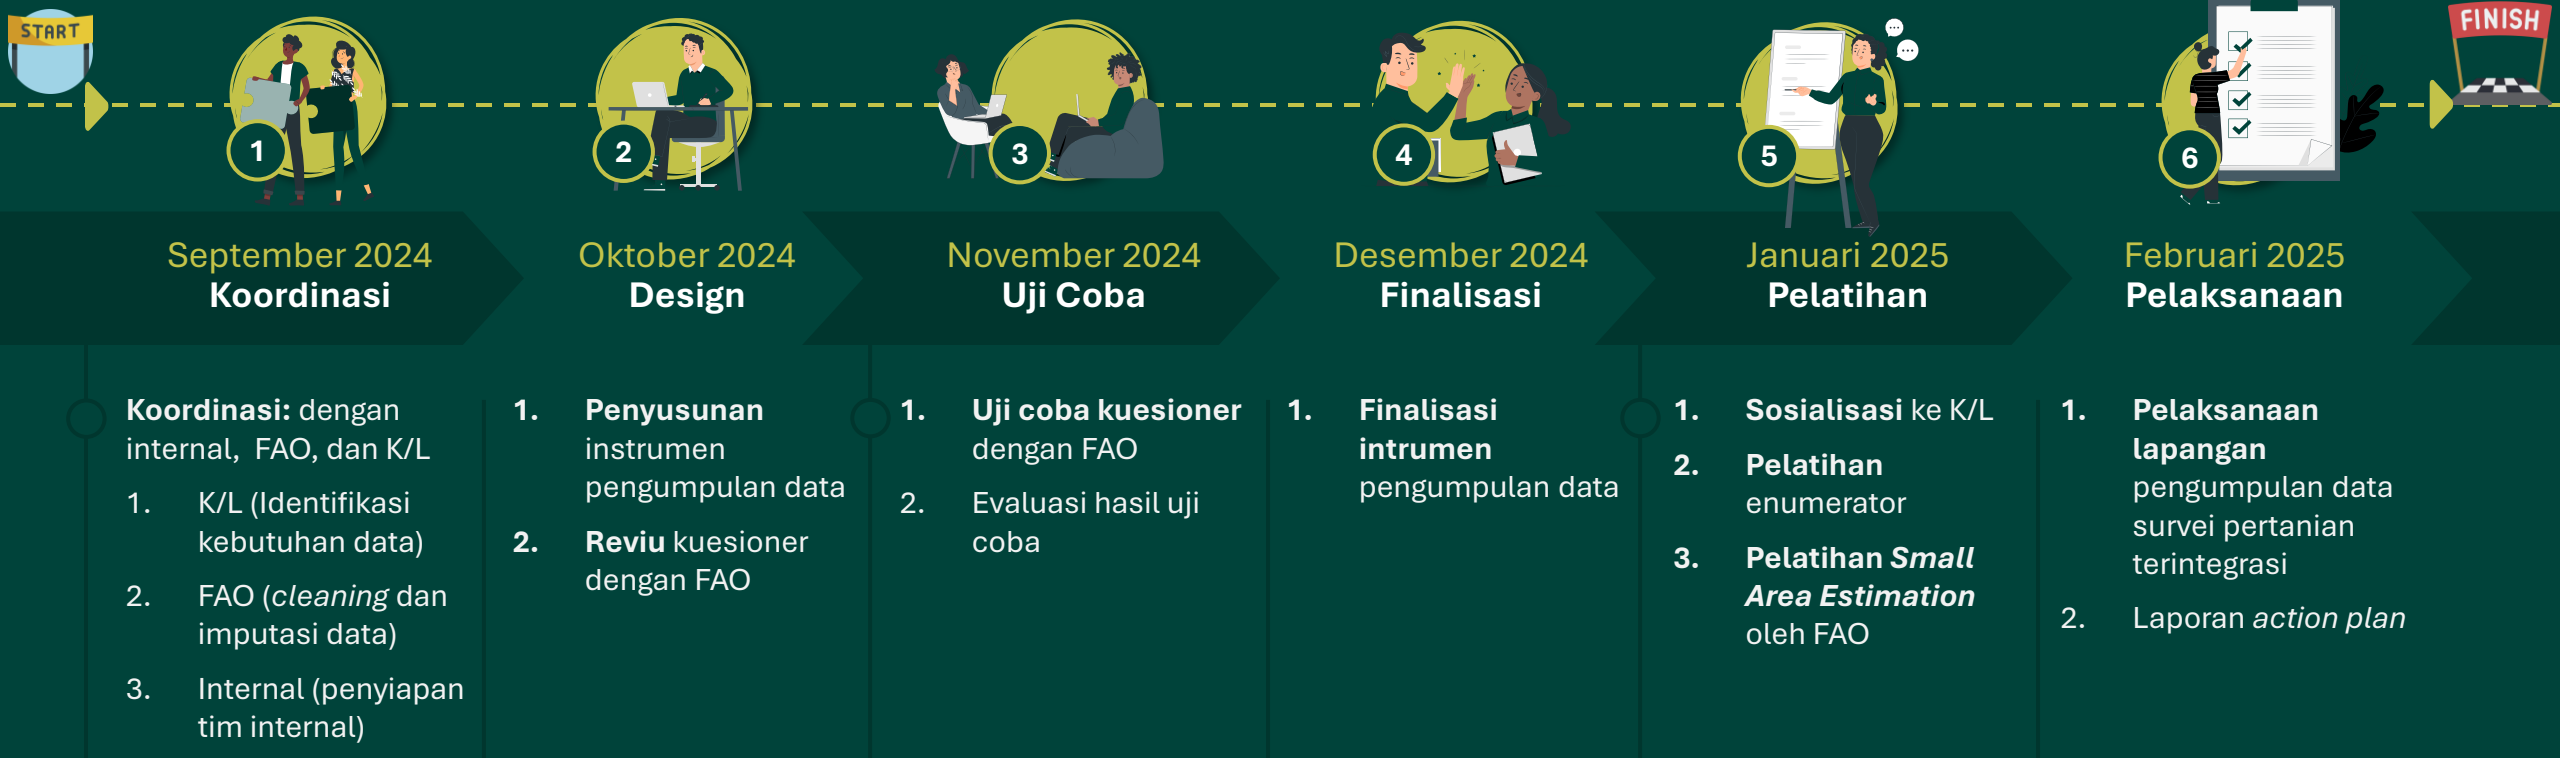 START
FINISH
1
2
3
4
5
6
September 2024
Koordinasi
Oktober 2024
Design
November 2024
Uji Coba
Desember 2024
Finalisasi
Januari 2025
Pelatihan
Februari 2025
Pelaksanaan
Koordinasi: dengan
internal, FAO, dan K/L
1. K/L (Identifikasi
kebutuhan data)
2. FAO (cleaning dan
imputasi data)
3. Internal (penyiapan
tim internal)
1. Penyusunan
instrumen
pengumpulan data
2. Reviu kuesioner
dengan FAO
1. Uji coba kuesioner
dengan FAO
2. Evaluasi hasil uji
coba
1. Finalisasi
intrumen
pengumpulan data
1. Sosialisasi ke K/L
2. Pelatihan
enumerator
3. Pelatihan Small
Area Estimation
oleh FAO
1. Pelaksanaan
lapangan
pengumpulan data
survei pertanian
terintegrasi
2. Laporan action plan